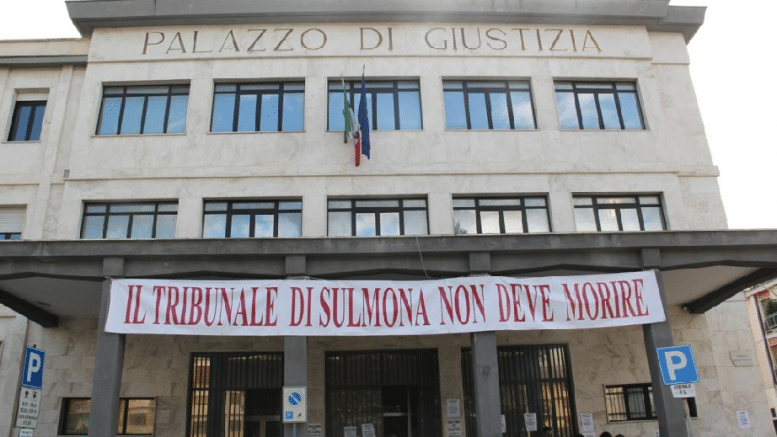 PALAZZO DI GIUSTIZIA
IL TRIBUNALE DI SULMONA NON DEVE MORIRE
P
P